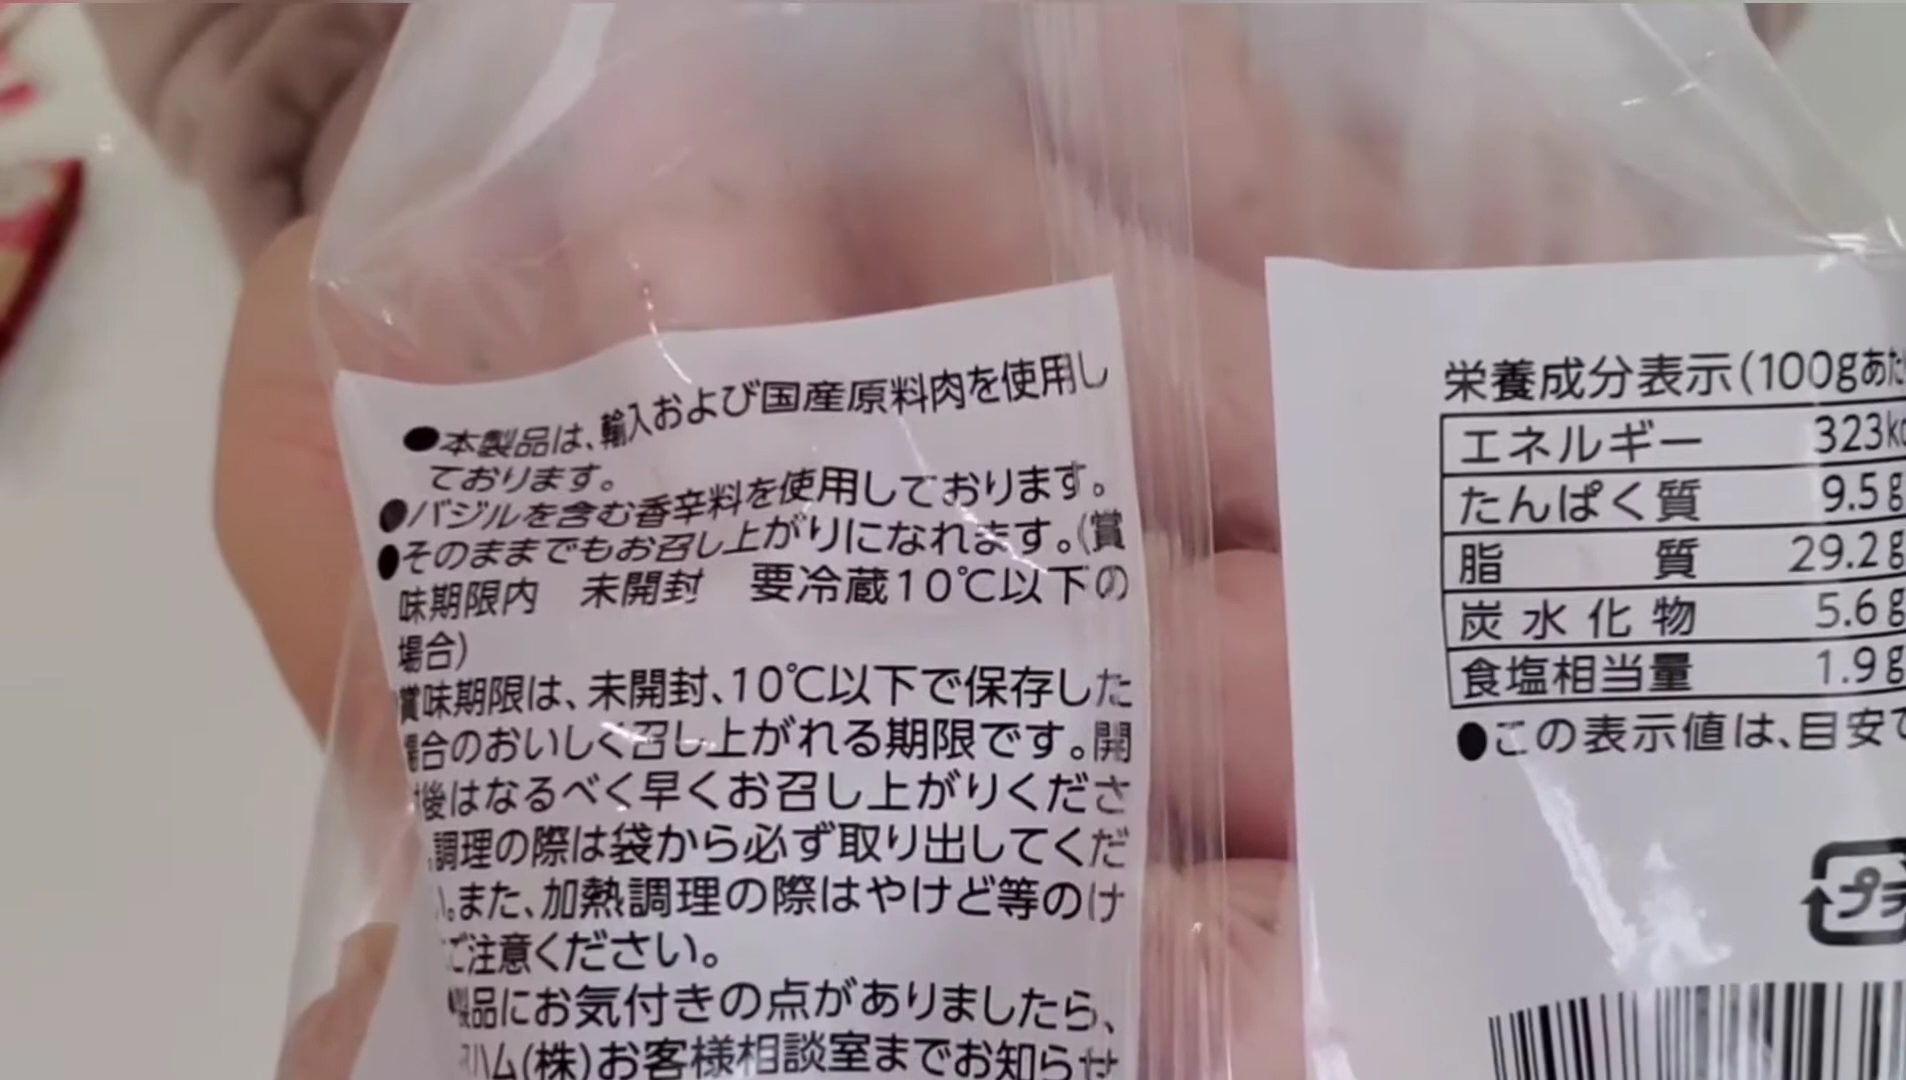 ●本製品は、輸入および国産原料肉を使用し
ております。
●バジルを含む香辛料を使用しております。
●そのままでもお召し上がりになれます。(賞
味期限内 未開封 要冷蔵10℃以下の
場合)
賞味期限は、未開封、10℃以下で保存した
場合のおいしく召し上がれる期限です。開
後はなるべく早くお召し上がりくださ
調理の際は袋から必ず取り出してくだ
。また、加熱調理の際はやけど等のけ
ご注意ください。
製品にお気付きの点がありましたら、
ハム(株)お客様相談室までお知らせ
栄養成分表示(100gあた
エネルギー 323k
たんぱく質 9.5g
脂質 29.2g
炭水化物 5.6g
食塩相当量 1.9g
●この表示値は、目安で
プラ